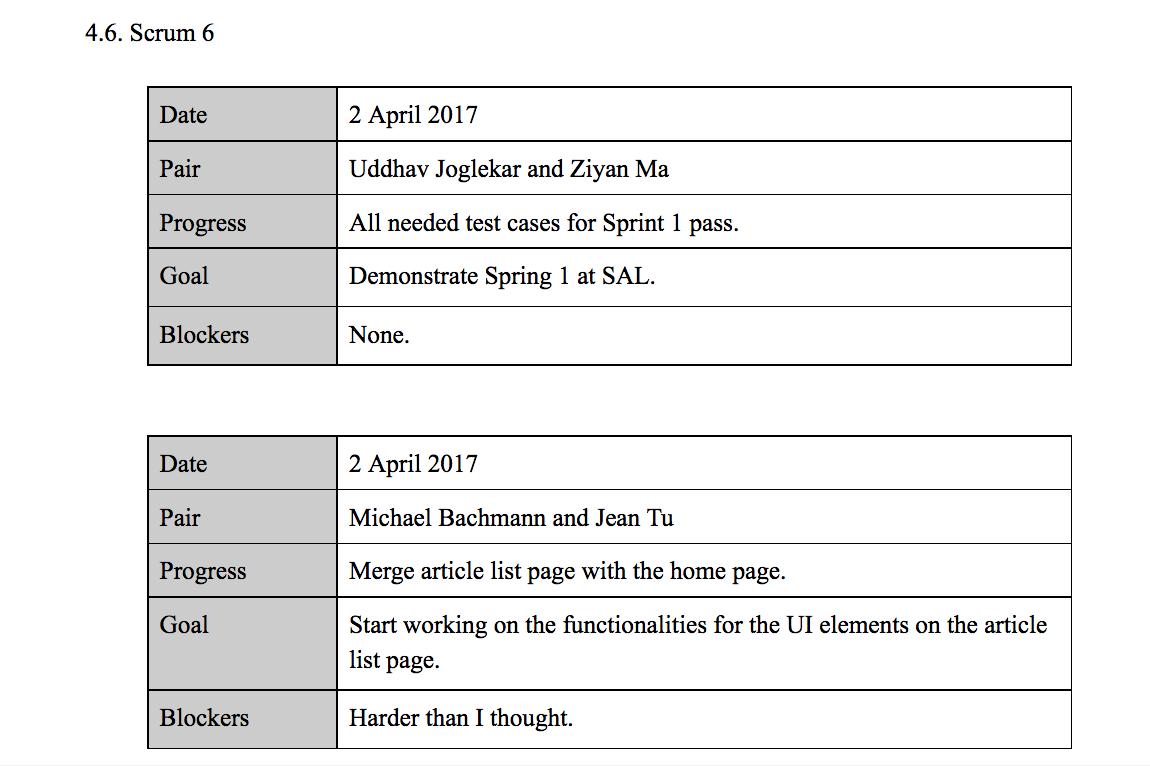 4.6. Scrum 6
Date 2 April 2017
Pair Uddhav Joglekar and Ziyan Ma
Progress All needed test cases for Sprint 1 pass.
Goal Demonstrate Spring 1 at SAL.
Blockers None.
Date 2 April 2017
Pair Michael Bachmann and Jean Tu
Progress Merge article list page with the home page.
Goal Start working on the functionalities for the UI elements on the article
list page.
Blockers Harder than I thought.